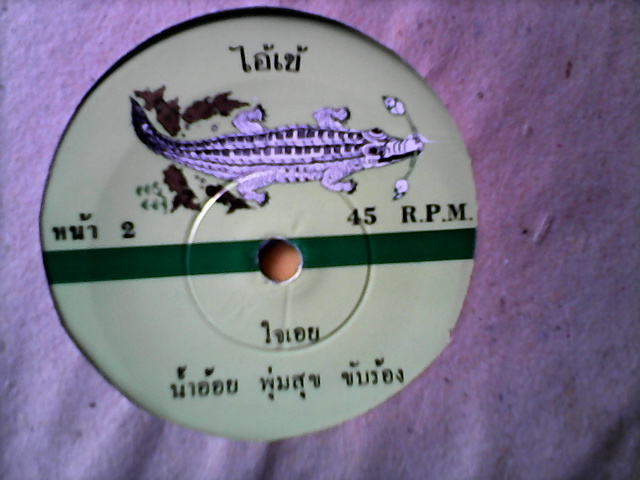 ไอ้เข้
หน้า 2
45 R.P.M.
ใจเอย
น้ำอ้อย พุ่มสุข ขับร้อง